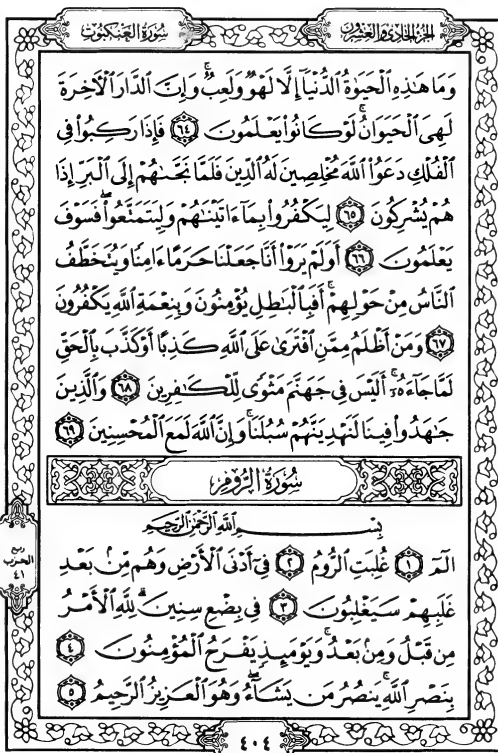 الجزء الحادي والعشرون
سورة العنكبوت
وَمَا هَٰذِهِ ٱلْحَيَوٰةُ ٱلدُّنْيَآ إِلَّا لَهْوٌ وَلَعِبٌ ۚ وَإِنَّ ٱلدَّارَ ٱلْـَٔاخِرَةَ
لَهِىَ ٱلْحَيَوَانُ ۚ لَوْ كَانُوا۟ يَعْلَمُونَ ٦٤ فَإِذَا رَكِبُوا۟ فِى
ٱلْفُلْكِ دَعَوُا۟ ٱللَّهَ مُخْلِصِينَ لَهُ ٱلدِّينَ فَلَمَّا نَجَّىٰهُمْ إِلَى ٱلْبَرِّ إِذَا
هُمْ يُشْرِكُونَ ٦٥ لِيَكْفُرُوا۟ بِمَآ ءَاتَيْنَٰهُمْ وَلِيَتَمَتَّعُوا۟ ۖ فَسَوْفَ
يَعْلَمُونَ ٦٦ أَوَلَمْ يَرَوْا۟ أَنَّا جَعَلْنَا حَرَمًا ءَامِنًا وَيُتَخَطَّفُ
ٱلنَّاسُ مِنْ حَوْلِهِمْ ۚ أَفَبِٱلْبَٰطِلِ يُؤْمِنُونَ وَبِنِعْمَةِ ٱللَّهِ يَكْفُرُونَ
٦٧ وَمَنْ أَظْلَمُ مِمَّنِ ٱفْتَرَىٰ عَلَى ٱللَّهِ كَذِبًا أَوْ كَذَّبَ بِٱلْحَقِّ
لَمَّا جَآءَهُۥٓ ۚ أَلَيْسَ فِى جَهَنَّمَ مَثْوًى لِّلْكَٰفِرِينَ ٦٨ وَٱلَّذِينَ
جَٰهَدُوا۟ فِينَا لَنَهْدِيَنَّهُمْ سُبُلَنَا ۚ وَإِنَّ ٱللَّهَ لَمَعَ ٱلْمُحْسِنِينَ ٦٩
سُورَةُ الرُّومِ
بِسْمِ ٱللَّهِ ٱلرَّحْمَٰنِ ٱلرَّحِيمِ
ربع
الحزب
٤١
الٓمٓ ١ غُلِبَتِ ٱلرُّومُ ٢ فِىٓ أَدْنَى ٱلْأَرْضِ وَهُم مِّنۢ بَعْدِ
غَلَبِهِمْ سَيَغْلِبُونَ ٣ فِى بِضْعِ سِنِينَ ۗ لِلَّهِ ٱلْأَمْرُ
مِن قَبْلُ وَمِنۢ بَعْدُ ۚ وَيَوْمَئِذٍ يَفْرَحُ ٱلْمُؤْمِنُونَ ٤
بِنَصْرِ ٱللَّهِ ۚ يَنصُرُ مَن يَشَآءُ ۖ وَهُوَ ٱلْعَزِيزُ ٱلرَّحِيمُ ٥
٤٠٤